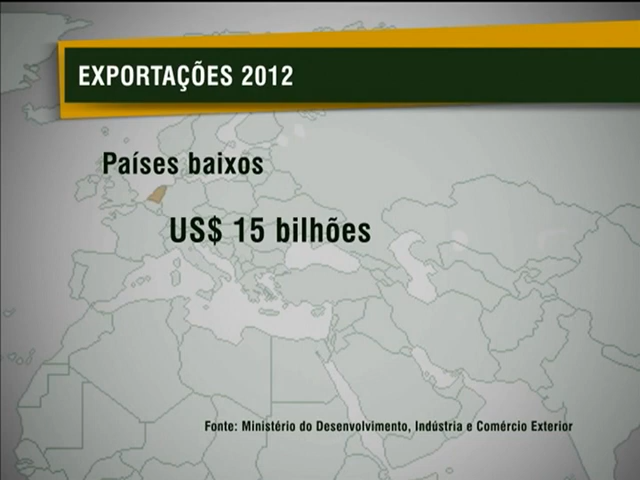 EXPORTAÇÕES 2012
Países baixos
US$ 15 bilhões
Fonte: Ministério do Desenvolvimento, Indústria e Comércio Exterior